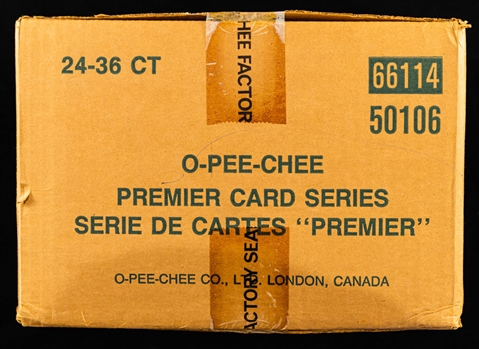 24-36 CT
66114
50106
HEE FACTOR
O-PEE-CHEE
PREMIER CARD SERIES
SERIE DE CARTES "PREMIER"
O-PEE-CHEE CO., LTD. LONDON, CANADA
ACTORY SEA